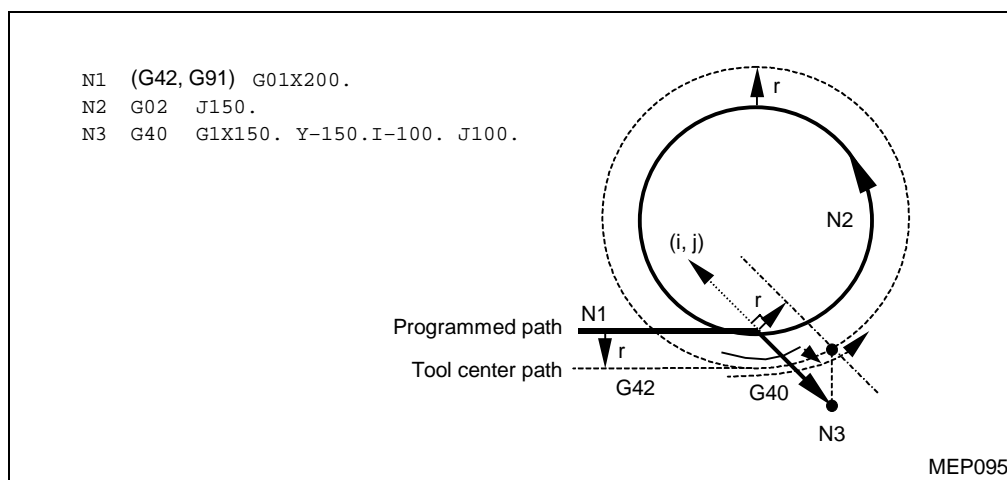 N1 (G42, G91) G01X200.
N2 G02 J150.
N3 G40 G1X150. Y-150.I-100. J100.
r
N2
(i, j)
r
N1
Programmed path
r
Tool center path
G42
G40
N3
MEP095